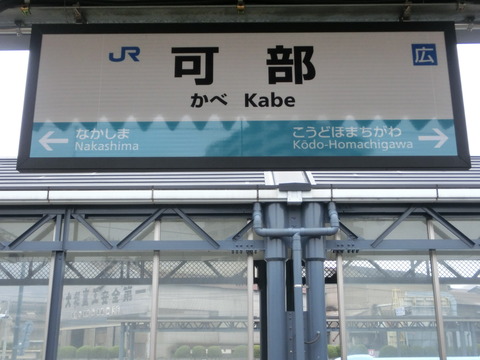 JR 可部 広
かべ Kabe
なかしま こうどほまちがわ
Nakashima Kōdo-Homachigawa